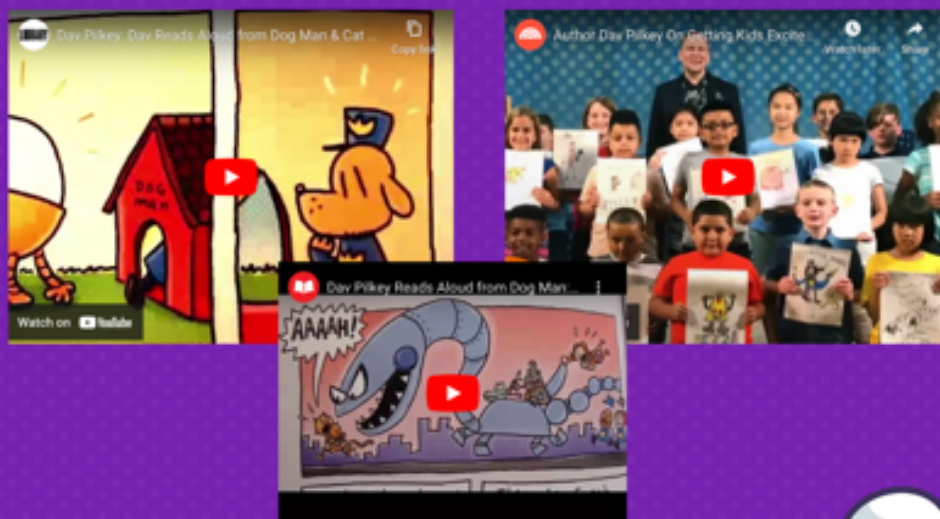 Dav Pilkey: Dav Reads Aloud from Dog Man & Cat ...
Copy link
DOG
MAN
Watch on YouTube
Author Dav Pilkey On Getting Kids Excite
Watch later
Share
Dav Pilkey Reads Aloud from Dog Man:...
AAAAH!